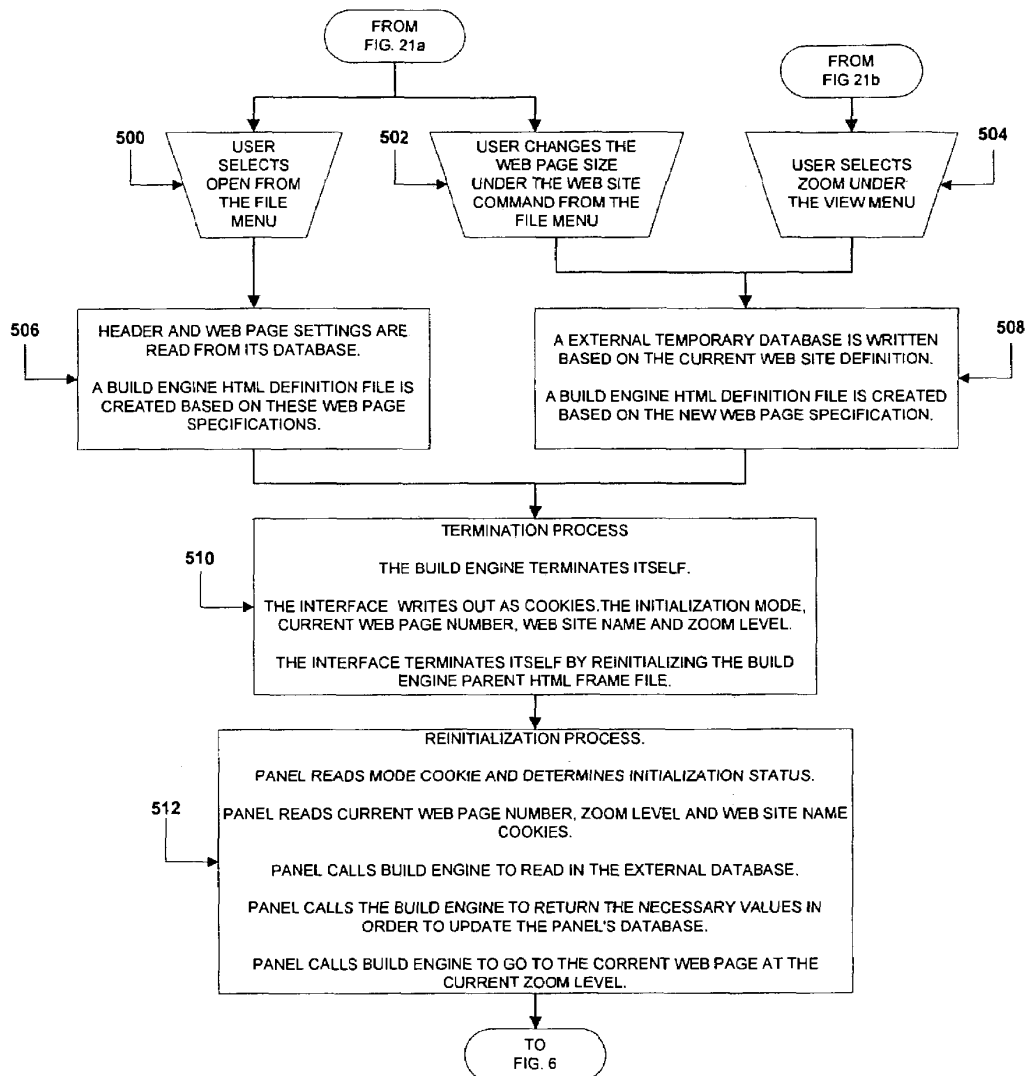 FROM
FIG. 21a
FROM
FIG 21b
500
USER
SELECTS
OPEN FROM
THE FILE
MENU
502
USER CHANGES THE
WEB PAGE SIZE
UNDER THE WEB SITE
COMMAND FROM THE
FILE MENU
USER SELECTS
ZOOM UNDER
THE VIEW MENU
504
506
HEADER AND WEB PAGE SETTINGS ARE
READ FROM ITS DATABASE.
A BUILD ENGINE HTML DEFINITION FILE IS
CREATED BASED ON THESE WEB PAGE
SPECIFICATIONS.
A EXTERNAL TEMPORARY DATABASE IS WRITTEN
BASED ON THE CURRENT WEB SITE DEFINITION.
A BUILD ENGINE HTML DEFINITION FILE IS CREATED
BASED ON THE NEW WEB PAGE SPECIFICATION.
508
510
TERMINATION PROCESS
THE BUILD ENGINE TERMINATES ITSELF.
THE INTERFACE WRITES OUT AS COOKIES.THE INITIALIZATION MODE,
CURRENT WEB PAGE NUMBER, WEB SITE NAME AND ZOOM LEVEL.
THE INTERFACE TERMINATES ITSELF BY REINITIALIZING THE BUILD
ENGINE PARENT HTML FRAME FILE.
512
REINITIALIZATION PROCESS.
PANEL READS MODE COOKIE AND DETERMINES INITIALIZATION STATUS.
PANEL READS CURRENT WEB PAGE NUMBER, ZOOM LEVEL AND WEB SITE NAME
COOKIES.
PANEL CALLS BUILD ENGINE TO READ IN THE EXTERNAL DATABASE.
PANEL CALLS THE BUILD ENGINE TO RETURN THE NECESSARY VALUES IN
ORDER TO UPDATE THE PANEL'S DATABASE.
PANEL CALLS BUILD ENGINE TO GO TO THE CORRENT WEB PAGE AT THE
CURRENT ZOOM LEVEL.
TO
FIG. 6